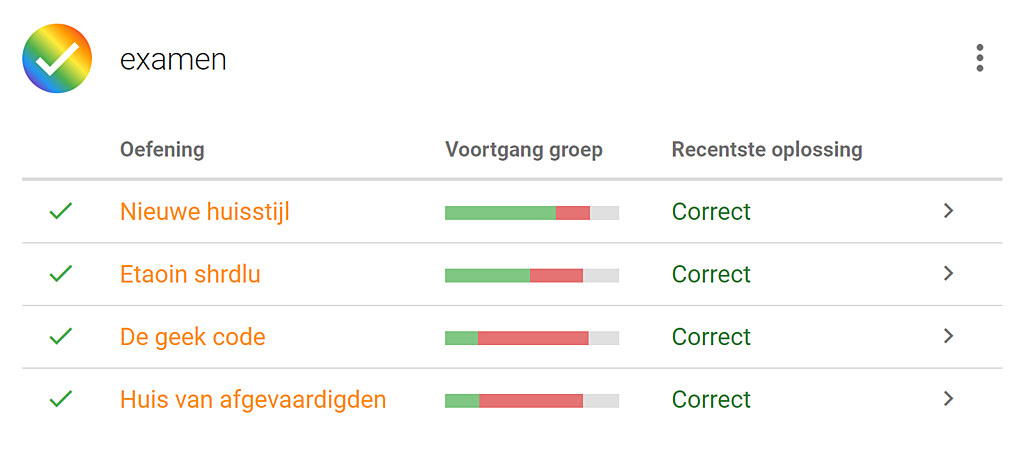 examen
Oefening Voortgang groep Recentste oplossing
Nieuwe huisstijl Correct
Etaoin shrdlu Correct
De geek code Correct
Huis van afgevaardigden Correct